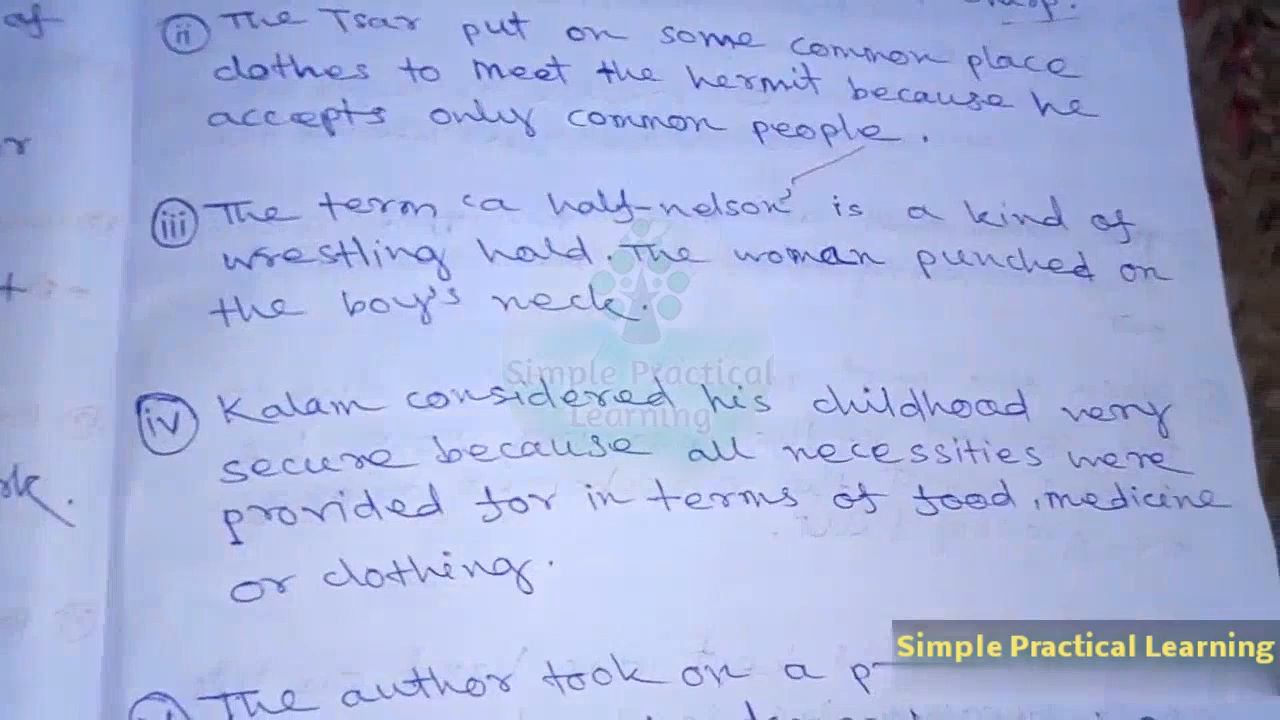 of
(ii) The Tsar put on some common place
clothes to meet the hermit because he
accepts only common people.
r
(iii) The term 'a half-nelson' is a kind of
wrestling hold. The woman punched on
the boy's neck.
Simple Practical
Learning
(iv) Kalam considered his childhood very
secure because all necessities were
provided for in terms of food, medicine
or clothing.
Simple Practical Learning
The author took on a p